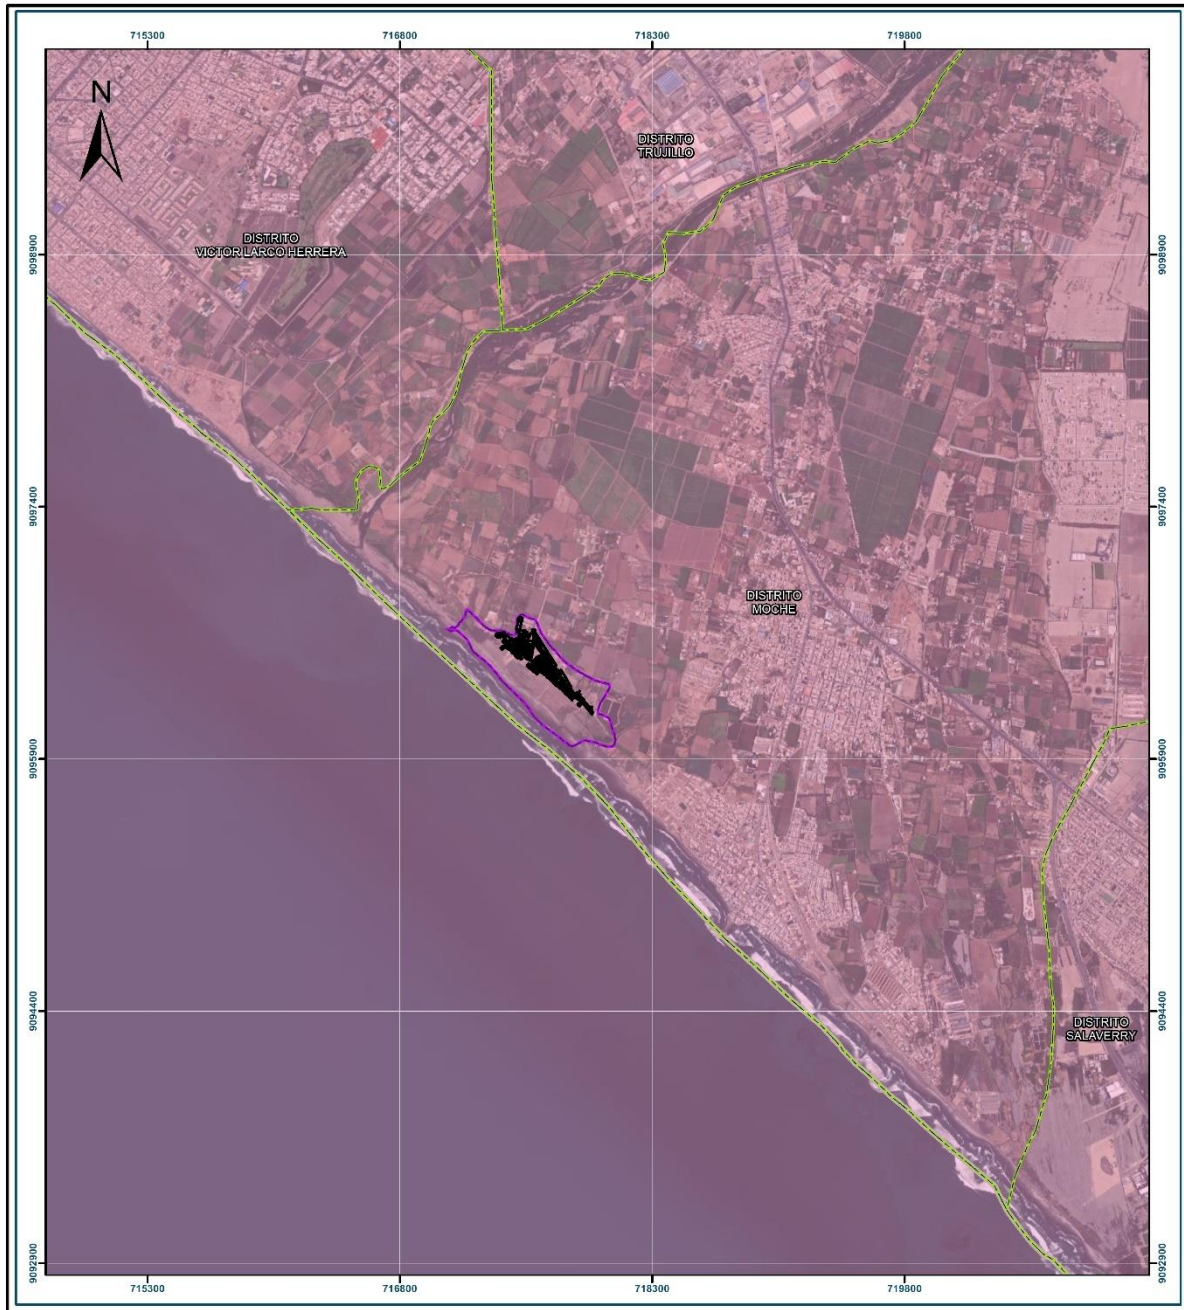 715300
716800
718300
719800
N
DISTRITO
TRUJILLO
DISTRITO
VICTOR LARCO HERRERA
9098900
9098900
9097400
9097400
DISTRITO
MOCHE
9095900
9095900
9094400
9094400
DISTRITO
SALAVERRY
9092900
9092900
715300
716800
718300
719800